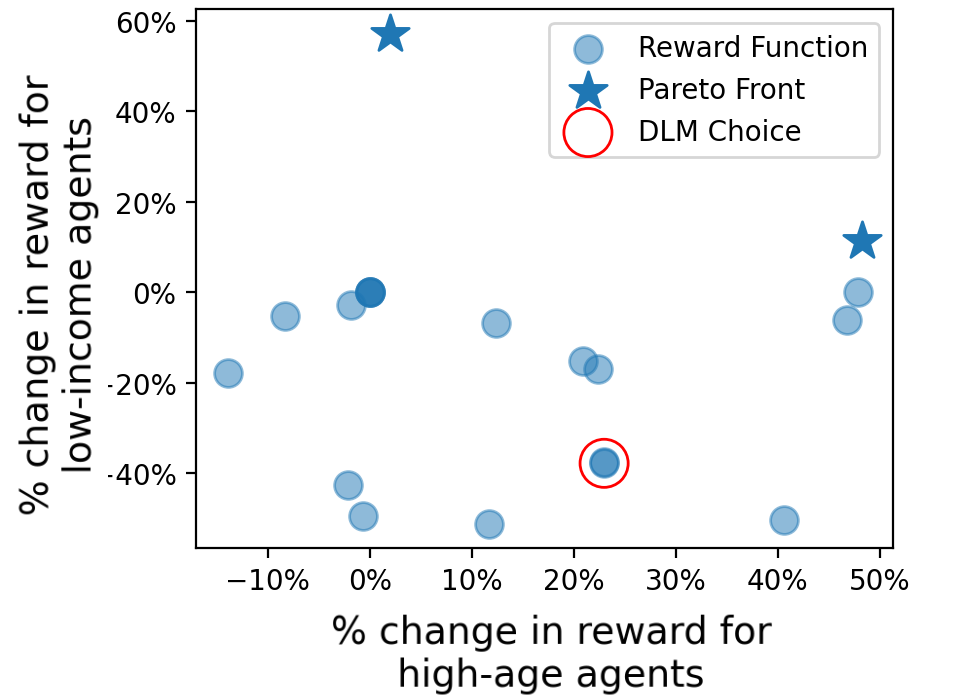 % change in reward for
low-income agents
60%
40%
20%
0%
-20%
-40%
Reward Function
Pareto Front
DLM Choice
−10%
0%
10%
20%
30%
40%
50%
% change in reward for
high-age agents